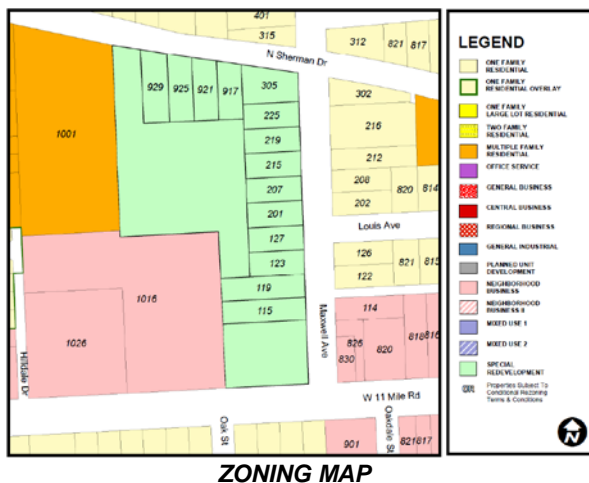 401
315
N Sherman Dr
312
821
817
929
925
921
917
305
302
225
216
219
1001
215
212
207
208
820
814
201
202
127
Louis Ave
123
126
821
815
122
119
1016
115
114
Maxwell Ave
1026
826
820
818
816
830
Hilldale Dr
W 11 Mile Rd
Oak St
Oakdale St
901
821
817
LEGEND
ONE FAMILY
RESIDENTIAL
ONE FAMILY
RESIDENTIAL OVERLAY
ONE FAMILY
LARGE LOT RESIDENTIAL
TWO FAMILY
RESIDENTIAL
MULTIPLE FAMILY
RESIDENTIAL
OFFICE SERVICE
GENERAL BUSINESS
CENTRAL BUSINESS
REGIONAL BUSINESS
GENERAL INDUSTRIAL
PLANNED UNIT
DEVELOPMENT
NEIGHBORHOOD
BUSINESS
NEIGHBORHOOD
BUSINESS II
MIXED USE 1
MIXED USE 2
SPECIAL
REDEVELOPMENT
CR
Properties Subject To
Conditional Rezoning
Terms & Conditions
N
ZONING MAP